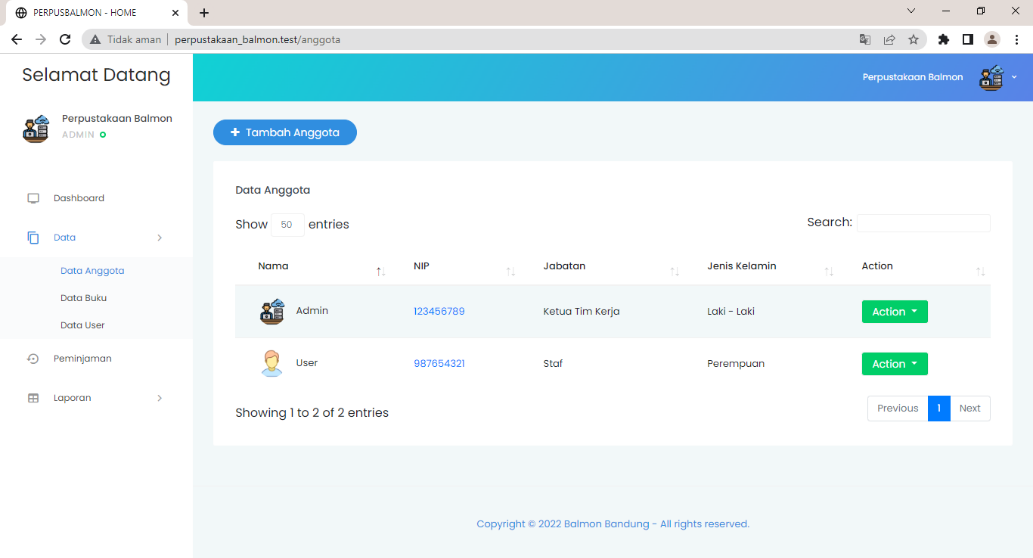 PERPUSBALMON - HOME
Tidak aman perpustakaan_balmon.test/anggota
Selamat Datang
Perpustakaan Balmon
Perpustakaan Balmon
ADMIN
Tambah Anggota
Dashboard
Data
Data Anggota
Data Buku
Data User
Peminjaman
Laporan
Data Anggota
Show 50 entries
Search:
Nama NIP Jabatan Jenis Kelamin Action
Admin 123456789 Ketua Tim Kerja Laki - Laki Action
User 987654321 Staf Perempuan Action
Showing 1 to 2 of 2 entries
Previous 1 Next
Copyright © 2022 Balmon Bandung - All rights reserved.